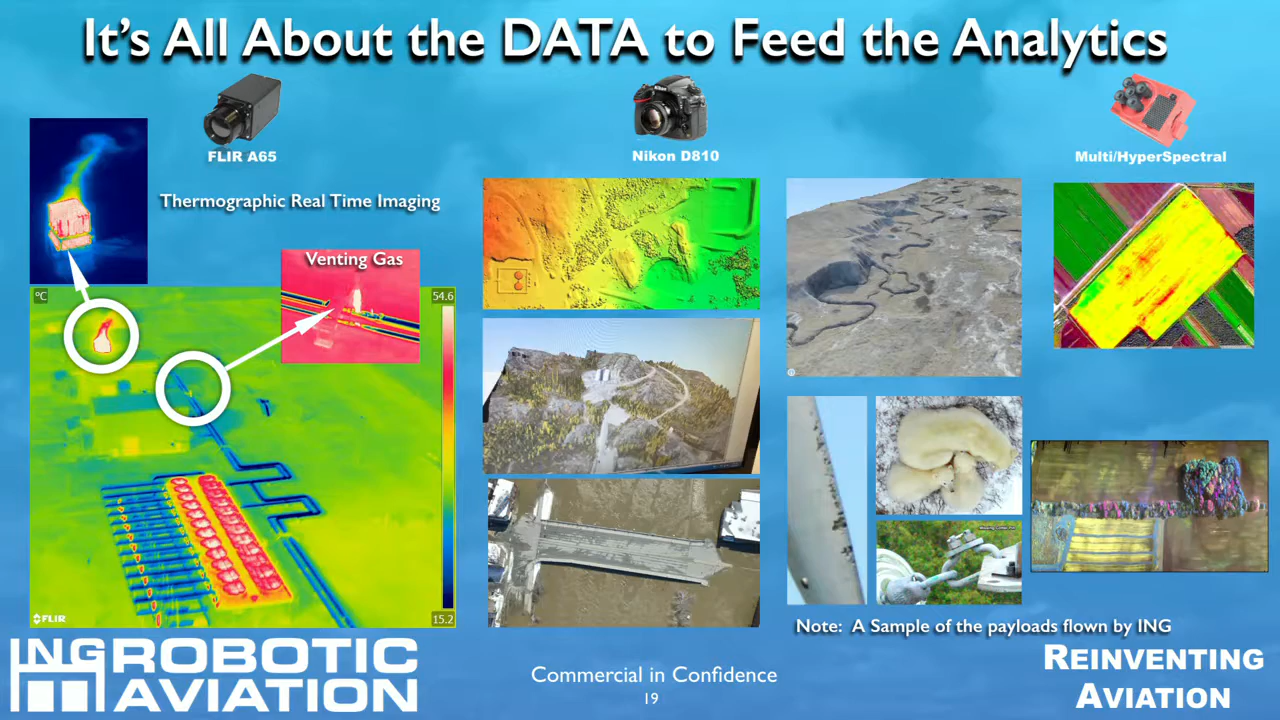 It's All About the DATA to Feed the Analytics
FLIR A65
Nikon D810
Multi/HyperSpectral
Thermographic Real Time Imaging
Venting Gas
°C
54.6
15.2
FLIR
Note: A Sample of the payloads flown by ING
ING ROBOTIC
AVIATION
Commercial in Confidence
19
REINVENTING
AVIATION